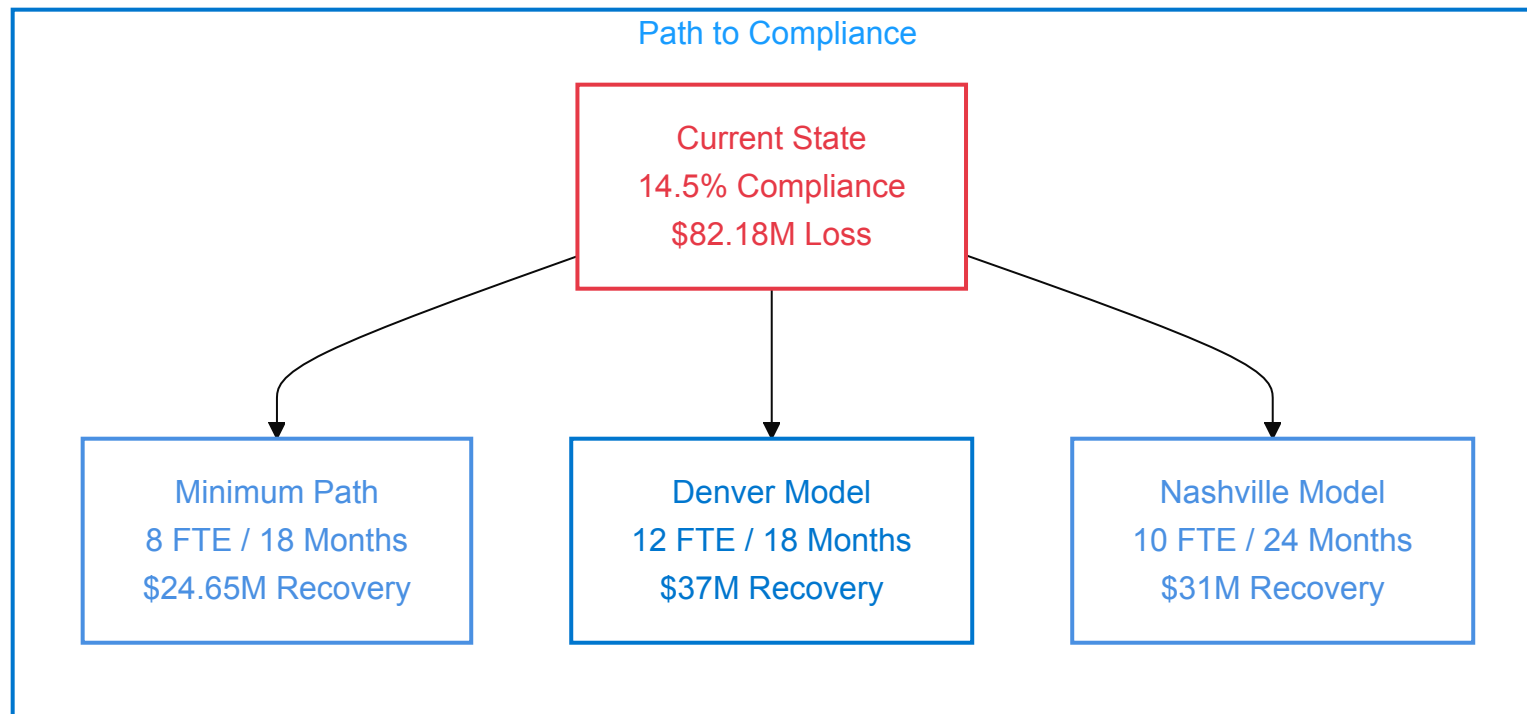 Path to Compliance
Current State
14.5% Compliance
$82.18M Loss
Minimum Path
8 FTE / 18 Months
$24.65M Recovery
Denver Model
12 FTE / 18 Months
$37M Recovery
Nashville Model
10 FTE / 24 Months
$31M Recovery